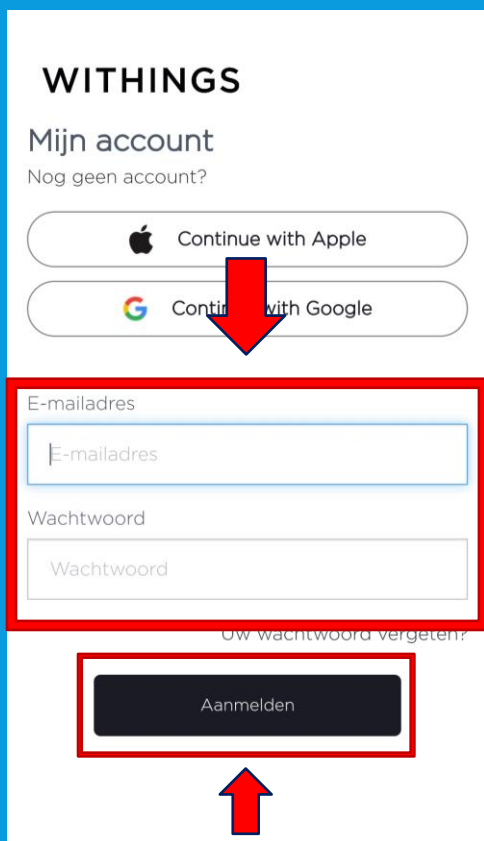 WITHINGS
Mijn account
Nog geen account?
Continue with Apple
Continue with Google
E-mailadres
E-mailadres
Wachtwoord
Wachtwoord
Uw wachtwoord vergeten?
Aanmelden